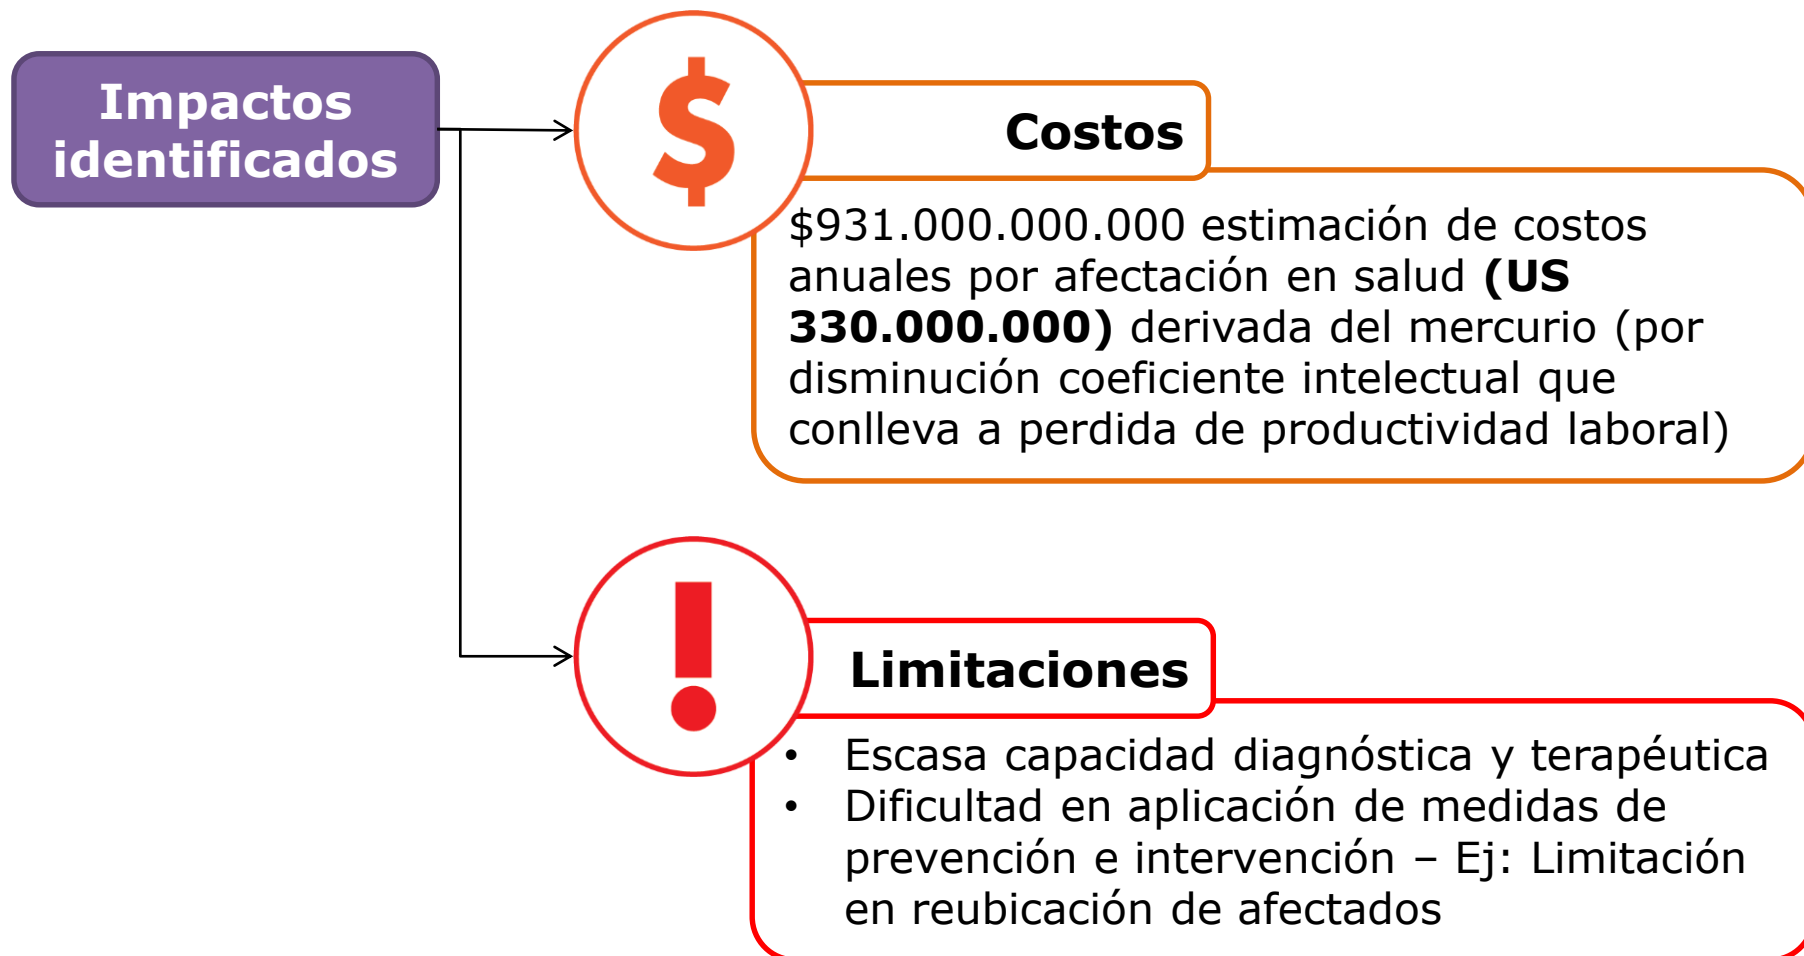 Impactos
identificados
$
Costos
$931.000.000.000 estimación de costos
anuales por afectación en salud (US
330.000.000) derivada del mercurio (por
disminución coeficiente intelectual que
conlleva a perdida de productividad laboral)
!
Limitaciones
• Escasa capacidad diagnóstica y terapéutica
• Dificultad en aplicación de medidas de
prevención e intervención – Ej: Limitación
en reubicación de afectados